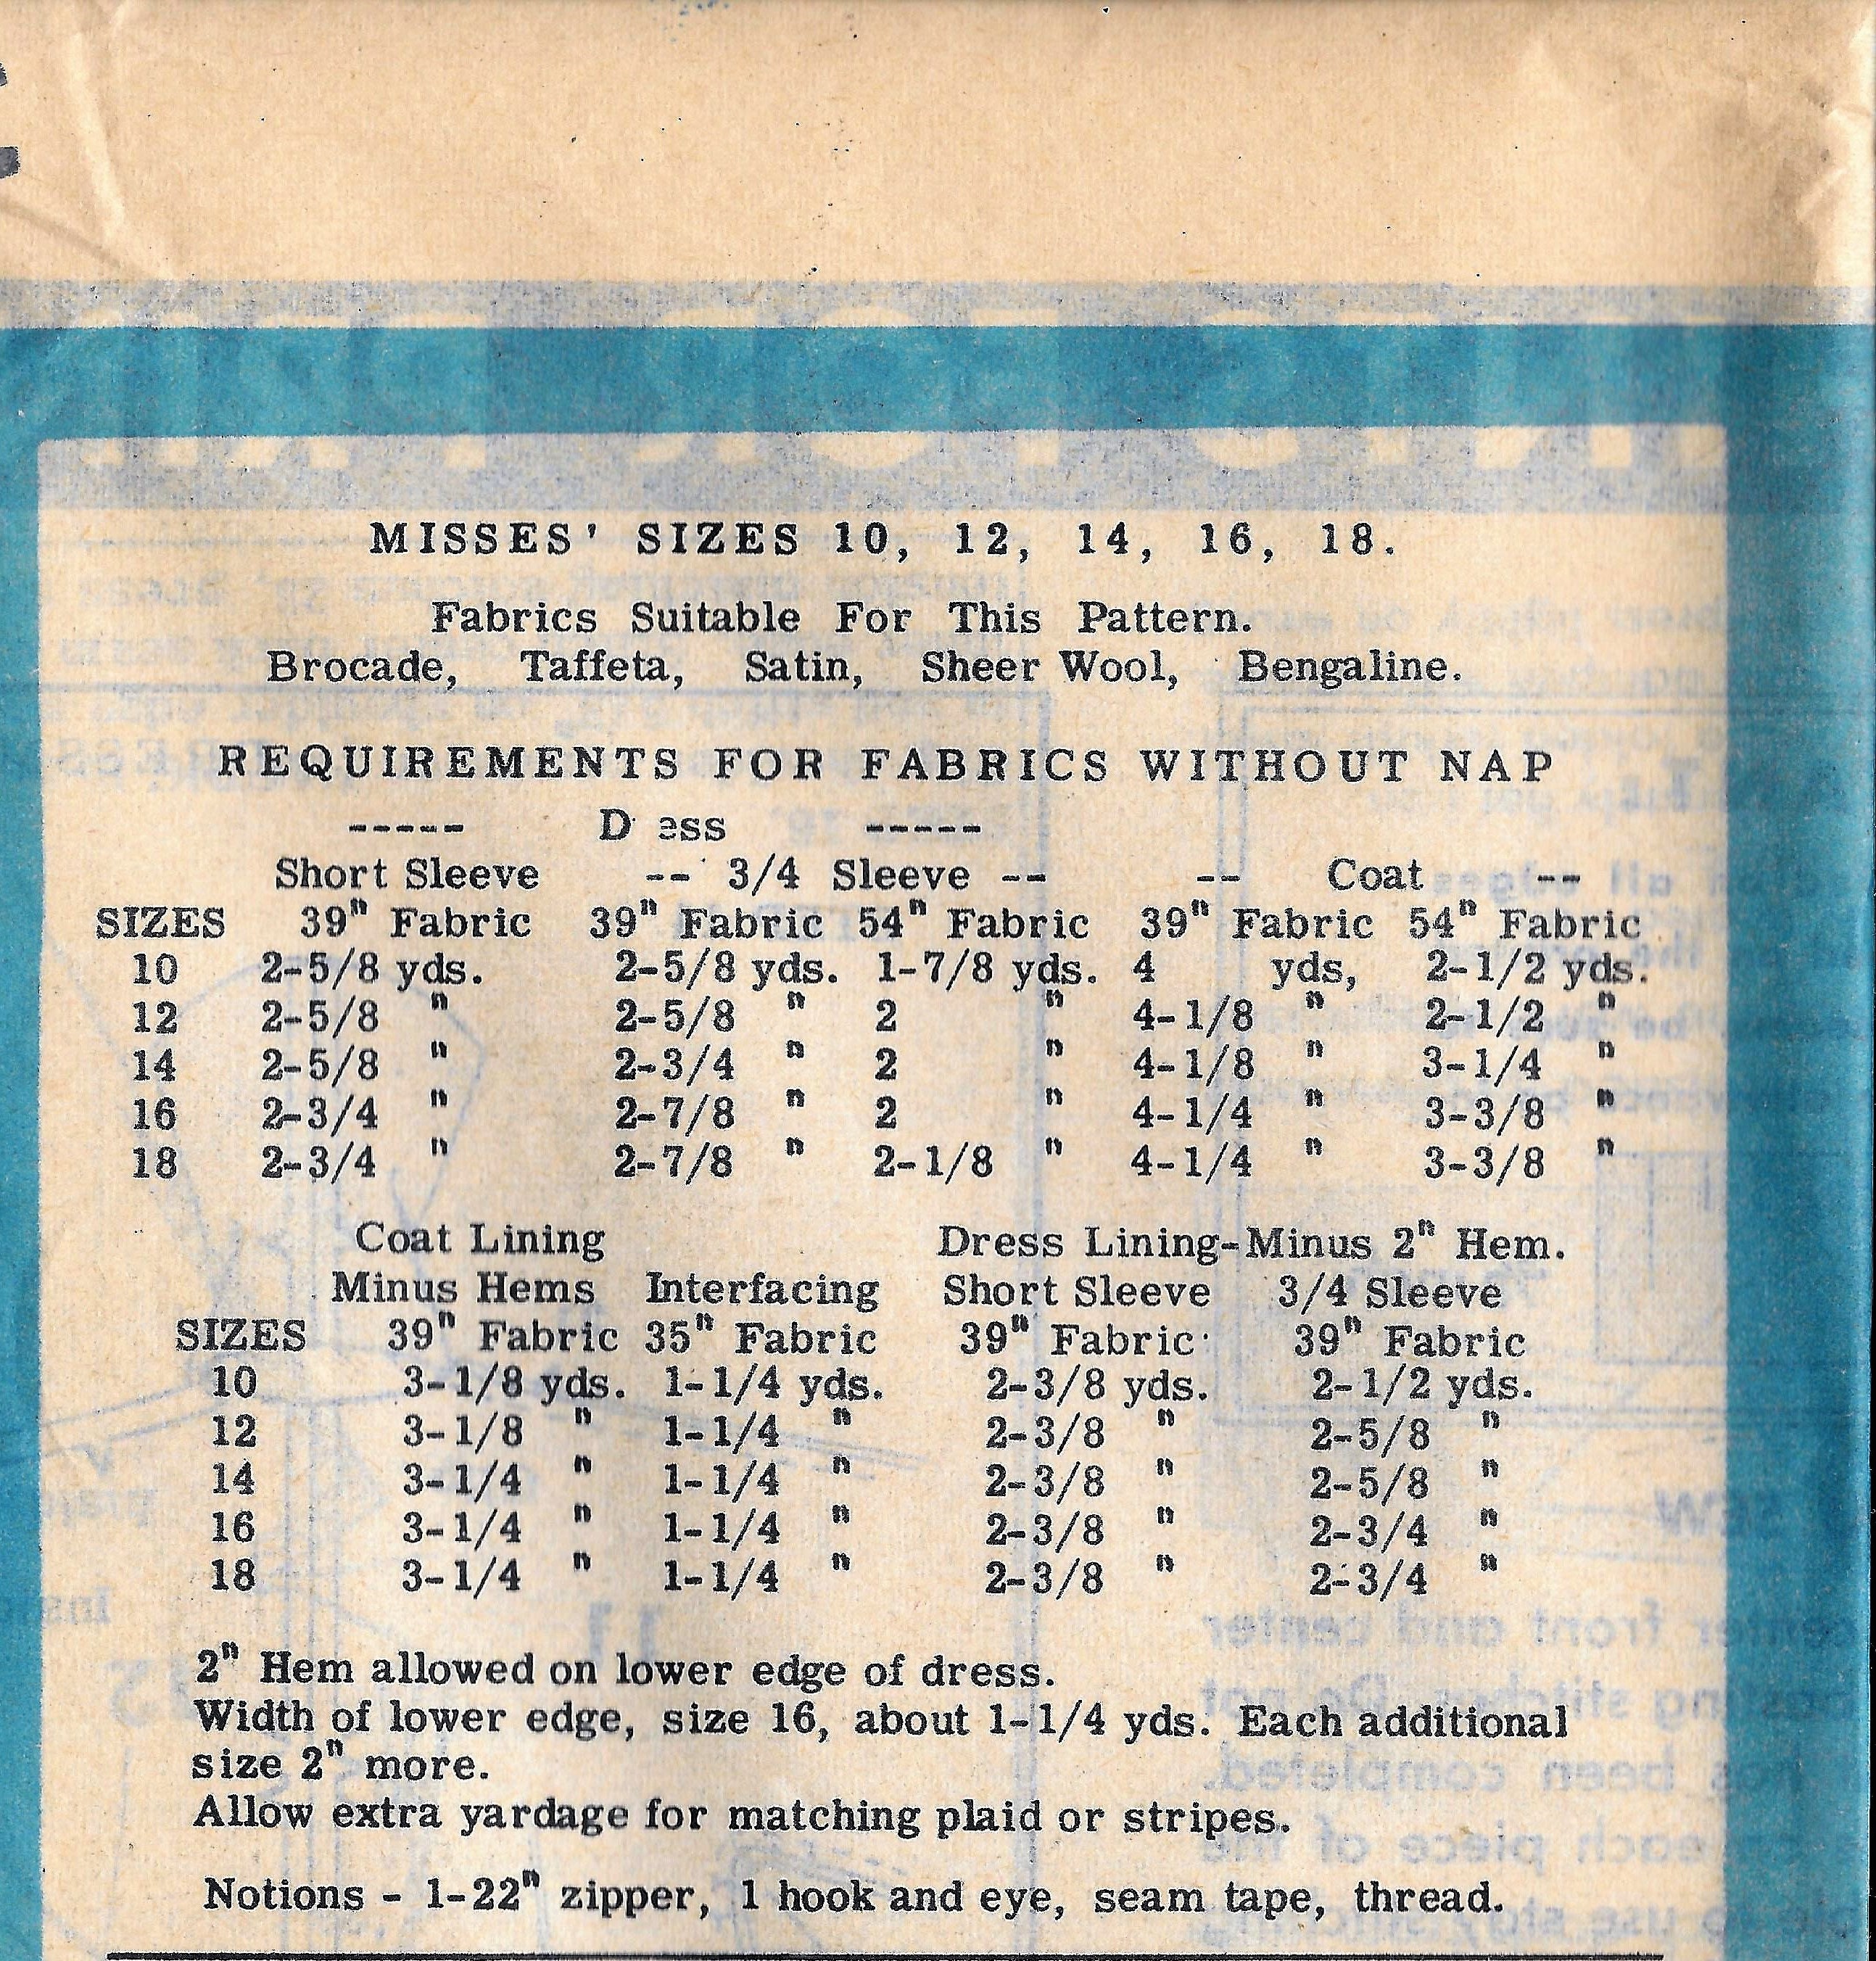 MISSES' SIZES 10, 12, 14, 16, 18.
Fabrics Suitable For This Pattern.
Brocade, Taffeta, Satin, Sheer Wool, Bengaline.
REQUIREMENTS FOR FABRICS WITHOUT NAP
----- D ess -----
Short Sleeve -- 3/4 Sleeve -- -- Coat --
SIZES 39" Fabric 39" Fabric 54" Fabric 39" Fabric 54" Fabric
10 2-5/8 yds. 2-5/8 yds. 1-7/8 yds. 4 yds, 2-1/2 yds.
12 2-5/8 " 2-5/8 " 2 " 4-1/8 " 2-1/2 "
14 2-5/8 " 2-3/4 " 2 " 4-1/8 " 3-1/4 "
16 2-3/4 " 2-7/8 " 2 " 4-1/4 " 3-3/8 "
18 2-3/4 " 2-7/8 " 2-1/8 " 4-1/4 " 3-3/8 "
Coat Lining Dress Lining-Minus 2" Hem.
Minus Hems Interfacing Short Sleeve 3/4 Sleeve
SIZES 39" Fabric 35" Fabric 39" Fabric 39" Fabric
10 3-1/8 yds. 1-1/4 yds. 2-3/8 yds. 2-1/2 yds.
12 3-1/8 " 1-1/4 " 2-3/8 " 2-5/8 "
14 3-1/4 " 1-1/4 " 2-3/8 " 2-5/8 "
16 3-1/4 " 1-1/4 " 2-3/8 " 2-3/4 "
18 3-1/4 " 1-1/4 " 2-3/8 " 2-3/4 "
2" Hem allowed on lower edge of dress.
Width of lower edge, size 16, about 1-1/4 yds. Each additional
size 2" more.
Allow extra yardage for matching plaid or stripes.
Notions - 1-22" zipper, 1 hook and eye, seam tape, thread.